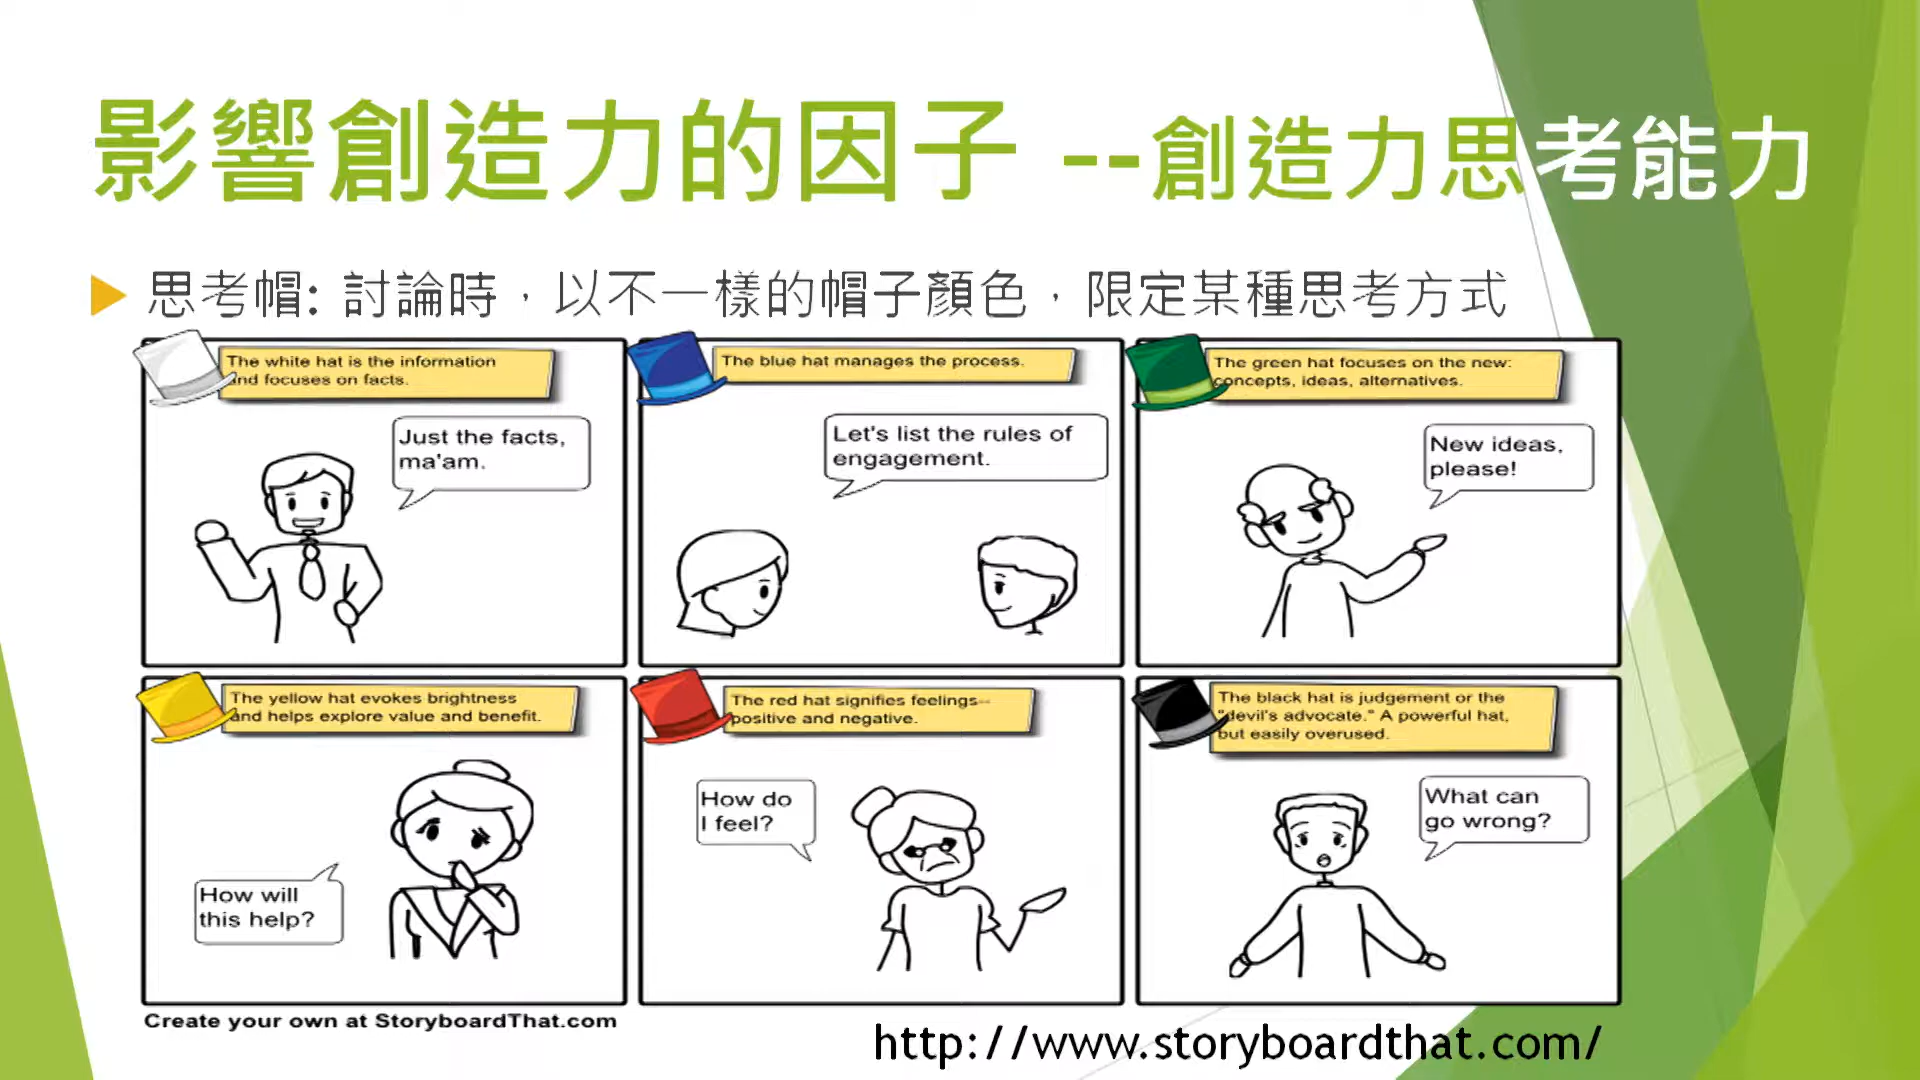 影響創造力的因子 --創造力思考能力
思考帽: 討論時，以不一樣的帽子顏色，限定某種思考方式
The white hat is the information
and focuses on facts.
Just the facts,
ma'am.
The blue hat manages the process.
Let's list the rules of
engagement.
The green hat focuses on the new:
concepts, ideas, alternatives.
New ideas,
please!
The yellow hat evokes brightness
and helps explore value and benefit.
How will
this help?
The red hat signifies feelings--
positive and negative.
How do
I feel?
The black hat is judgement or the
"devil's advocate." A powerful hat,
but easily overused.
What can
go wrong?
Create your own at StoryboardThat.com
http://www.storyboardthat.com/